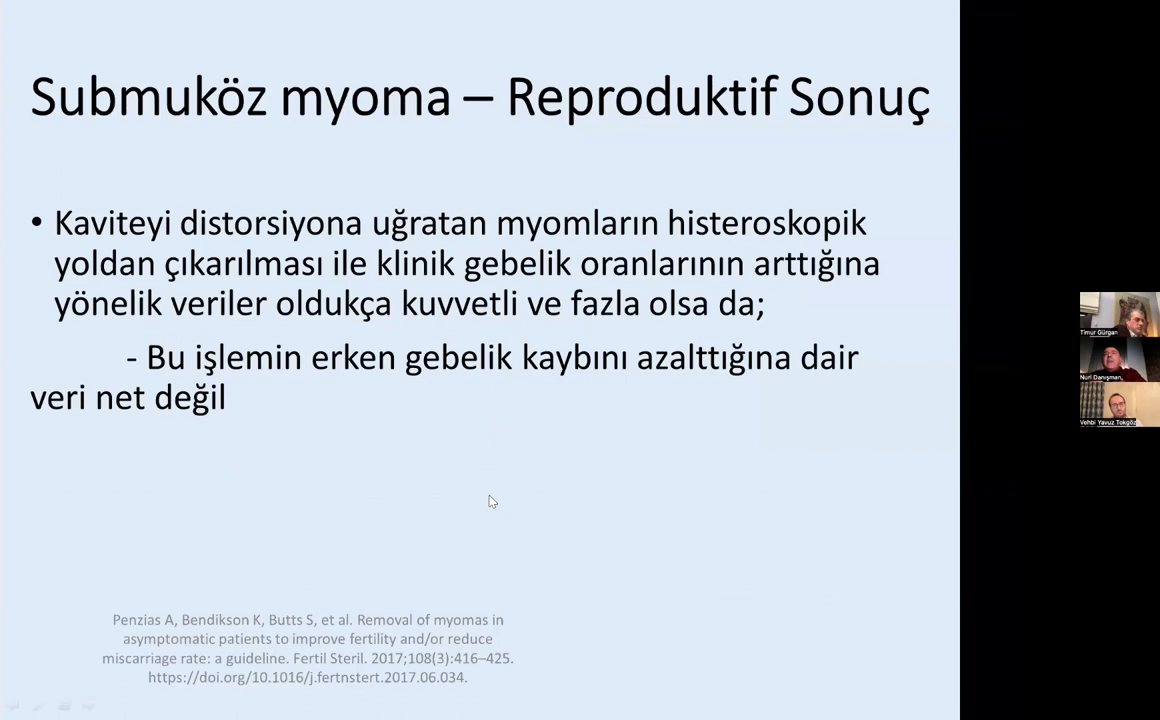 Submuköz myoma – Reproduktif Sonuç
• Kaviteyi distorsiyona uğratan myomların histeroskopik
yoldan çıkarılması ile klinik gebelik oranlarının arttığına
yönelik veriler oldukça kuvvetli ve fazla olsa da;
- Bu işlemin erken gebelik kaybını azalttığına dair
veri net değil
Penzias A, Bendikson K, Butts S, et al. Removal of myomas in
asymptomatic patients to improve fertility and/or reduce
miscarriage rate: a guideline. Fertil Steril. 2017;108(3):416–425.
https://doi.org/10.1016/j.fertnstert.2017.06.034.
Timur Gürgan
Nuri Danışman,
Vehbi Yavuz Tokgöz